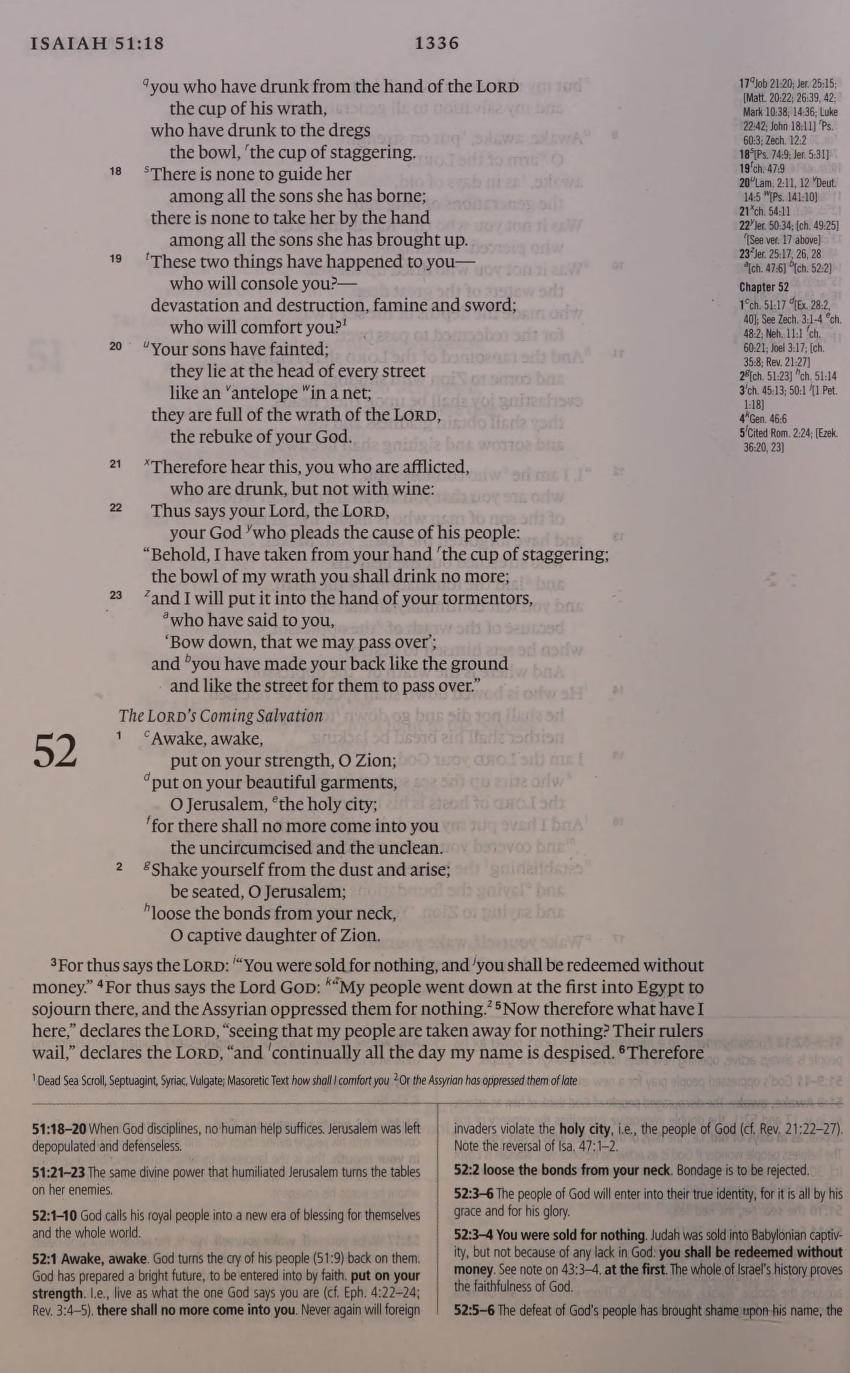 ISAIAH 51:18
1336
q you who have drunk from the hand of the LORD
the cup of his wrath,
who have drunk to the dregs
the bowl, r the cup of staggering.
18 s There is none to guide her
among all the sons she has borne;
there is none to take her by the hand
among all the sons she has brought up.
19 t These two things have happened to you—
who will console you?—
devastation and destruction, famine and sword;
who will comfort you?1
20 u Your sons have fainted;
they lie at the head of every street
like an v antelope w in a net;
they are full of the wrath of the LORD,
the rebuke of your God.
21 x Therefore hear this, you who are afflicted,
who are drunk, but not with wine:
22 Thus says your Lord, the LORD,
your God y who pleads the cause of his people:
“Behold, I have taken from your hand r the cup of staggering;
the bowl of my wrath you shall drink no more;
23 z and I will put it into the hand of your tormentors,
a who have said to you,
‘Bow down, that we may pass over’;
and b you have made your back like the ground
and like the street for them to pass over.”
The LORD’s Coming Salvation
52
1 c Awake, awake,
put on your strength, O Zion;
d put on your beautiful garments,
O Jerusalem, e the holy city;
f for there shall no more come into you
the uncircumcised and the unclean.
2 g Shake yourself from the dust and arise;
be seated, O Jerusalem;
h loose the bonds from your neck,
O captive daughter of Zion.
3 For thus says the LORD: i “You were sold for nothing, and j you shall be redeemed without
money.” 4 For thus says the Lord GOD: k “My people went down at the first into Egypt to
sojourn there, and the Assyrian oppressed them for nothing.2 5 Now therefore what have I
here,” declares the LORD, “seeing that my people are taken away for nothing? Their rulers
wail,” declares the LORD, “and l continually all the day my name is despised. 6 Therefore
1 Dead Sea Scroll, Septuagint, Syriac, Vulgate; Masoretic Text how shall I comfort you 2 Or the Assyrian has oppressed them of late
17 q Job 21:20; Jer. 25:15;
[Matt. 20:22; 26:39, 42;
Mark 10:38; 14:36; Luke
22:42; John 18:11] r Ps.
60:3; Zech. 12:2
18 s [Ps. 74:9; Jer. 5:31]
19 t ch. 47:9
20 u Lam. 2:11, 12 v Deut.
14:5 w [Ps. 141:10]
21 x ch. 54:11
22 y Jer. 50:34; [ch. 49:25]
r [See ver. 17 above]
23 z Jer. 25:17, 26, 28
a [ch. 47:6] b [ch. 52:2]
Chapter 52
1 c ch. 51:17 d [Ex. 28:2,
40]; See Zech. 3:1-4 e ch.
48:2; Neh. 11:1 f ch.
60:21; Joel 3:17; [ch.
35:8; Rev. 21:27]
2 g [ch. 51:23] h ch. 51:14
3 i ch. 45:13; 50:1 j [1 Pet.
1:18]
4 k Gen. 46:6
5 l Cited Rom. 2:24; [Ezek.
36:20, 23]
51:18–20 When God disciplines, no human help suffices. Jerusalem was left
depopulated and defenseless.
51:21–23 The same divine power that humiliated Jerusalem turns the tables
on her enemies.
52:1–10 God calls his royal people into a new era of blessing for themselves
and the whole world.
52:1 Awake, awake. God turns the cry of his people (51:9) back on them.
God has prepared a bright future, to be entered into by faith. put on your
strength. I.e., live as what the one God says you are (cf. Eph. 4:22–24;
Rev. 3:4–5). there shall no more come into you. Never again will foreign
invaders violate the holy city, i.e., the people of God (cf. Rev. 21:22–27).
Note the reversal of Isa. 47:1–2.
52:2 loose the bonds from your neck. Bondage is to be rejected.
52:3–6 The people of God will enter into their true identity, for it is all by his
grace and for his glory.
52:3–4 You were sold for nothing. Judah was sold into Babylonian captiv-
ity, but not because of any lack in God: you shall be redeemed without
money. See note on 43:3–4. at the first. The whole of Israel’s history proves
the faithfulness of God.
52:5–6 The defeat of God’s people has brought shame upon his name, the